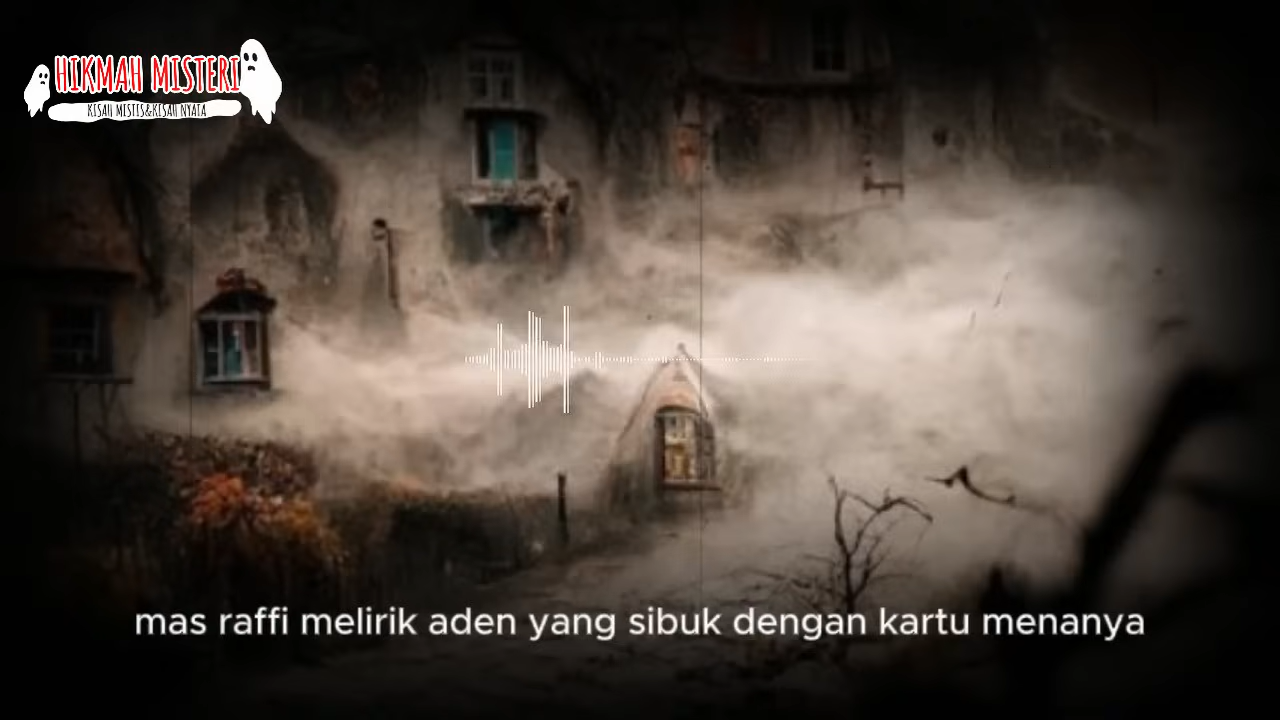 HIKMAH MISTERI
KISAH MISTIS&KISAH NYATA
mas raffi melirik aden yang sibuk dengan kartu menanya